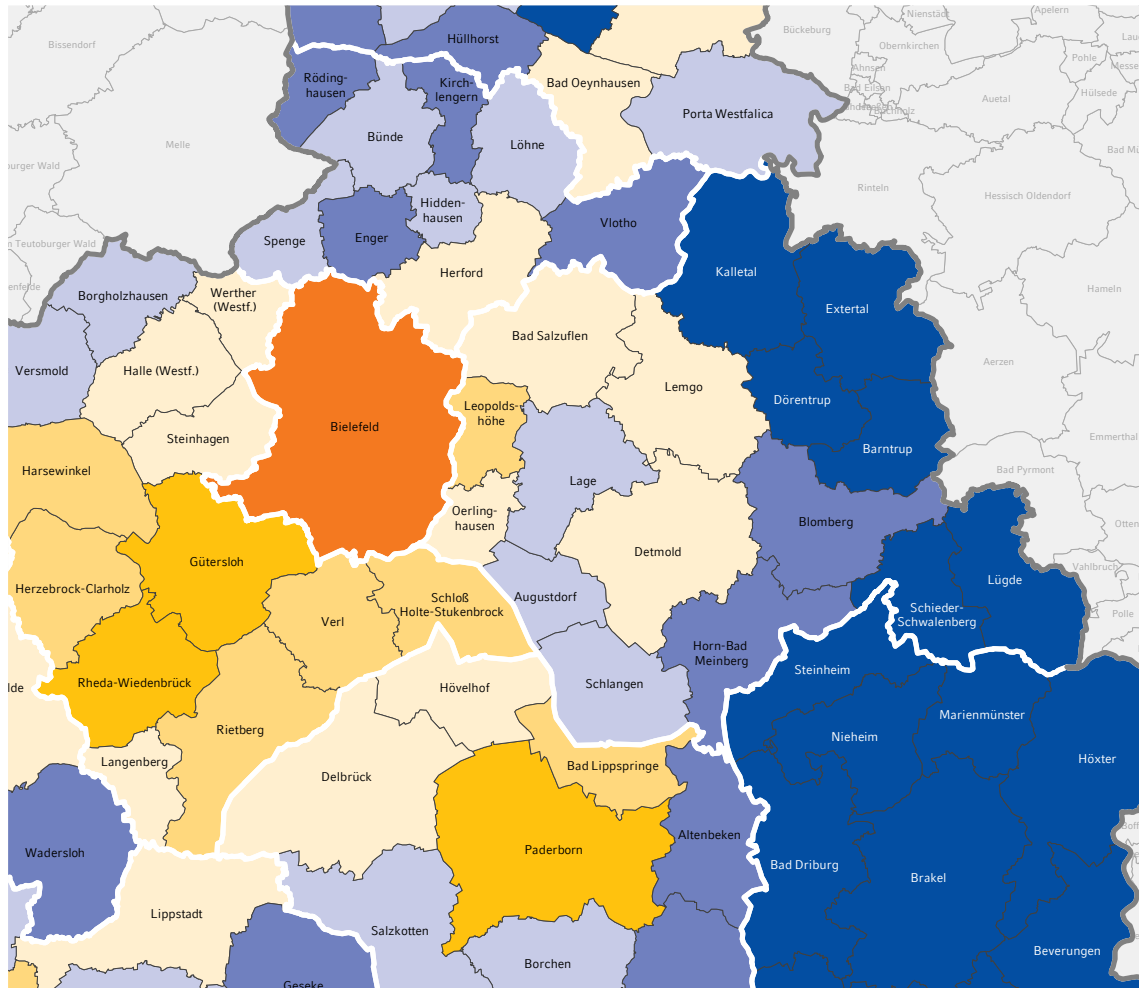 Nienstädt
Apelern
Bückeburg
Bissendorf
Hüllhorst
Obernkirchen
Pohle
Ahnsen
Röding-
hausen
Kirch-
lengern
Bad Oeynhausen
Bad Eilsen
Hülsede
Auetal
Buchholz
Porta Westfalica
Bünde
Löhne
Melle
Rinteln
Hessisch Oldendorf
Hidden-
hausen
Vlotho
Enger
Spenge
Herford
Kalletal
Hameln
Borgholzhausen
Werther
(Westf.)
Extertal
Bad Salzuflen
Aerzen
Versmold
Halle (Westf.)
Lemgo
Dörentrup
Leopolds-
höhe
Bielefeld
Steinhagen
Emmerthal
Barntrup
Harsewinkel
Bad Pyrmont
Lage
Oerling-
hausen
Blomberg
Detmold
Gütersloh
Vahlbruch
Lügde
Herzebrock-Clarholz
Schloß
Holte-Stukenbrock
Augustdorf
Schieder-
Schwalenberg
Polle
Verl
Horn-Bad
Meinberg
Steinheim
Rheda-Wiedenbrück
Hövelhof
Schlangen
Marienmünster
Rietberg
Nieheim
Langenberg
Delbrück
Bad Lippspringe
Höxter
Altenbeken
Wadersloh
Paderborn
Bad Driburg
Brakel
Lippstadt
Salzkotten
Beverungen
Borchen
Geseke